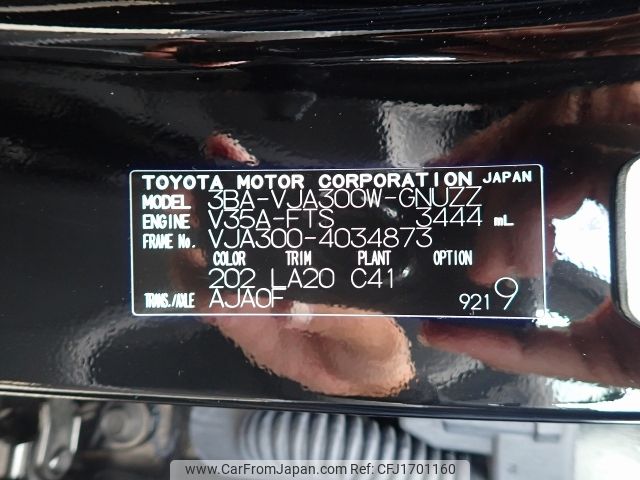 TOYOTA MOTOR CORPORATION JAPAN
MODEL 3BA-VJA300W-GNUZZ
ENGINE V35A-FTS 3444 mL
FRAME No. VJA300-4034873
COLOR TRIM PLANT OPTION
202 LA20 C41
TRANS./AXLE AJA0F 921 9
www.CarFromJapan.com CFJ1701160